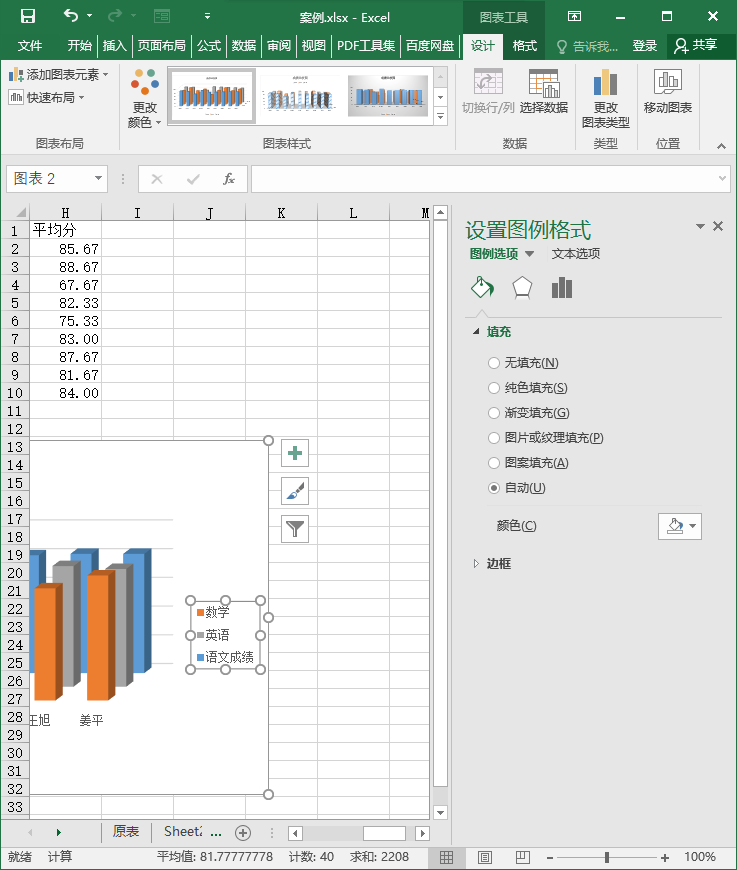 案例.xlsx - Excel
图表工具
文件 开始 插入 页面布局 公式 数据 审阅 视图 PDF工具集 百度网盘 设计 格式 告诉我... 登录 共享
添加图表元素
快速布局
更改
颜色
切换行/列 选择数据
更改
图表类型
移动图表
图表布局 图表样式 数据 类型 位置
图表 2
fx
H I J K L M
1 平均分
2 85.67
3 88.67
4 67.67
5 82.33
6 75.33
7 83.00
8 87.67
9 81.67
10 84.00
11
12
13
14
15
16
17
18
19
20
21
22
23
24
25
26
27
28
29
30
31
32
33
数学
英语
语文成绩
王旭 姜平
设置图例格式
图例选项 文本选项
填充
无填充(N)
纯色填充(S)
渐变填充(G)
图片或纹理填充(P)
图案填充(A)
自动(U)
颜色(C)
边框
原表 Sheet2 ...
就绪 计算 平均值: 81.77777778 计数: 40 求和: 2208 100%